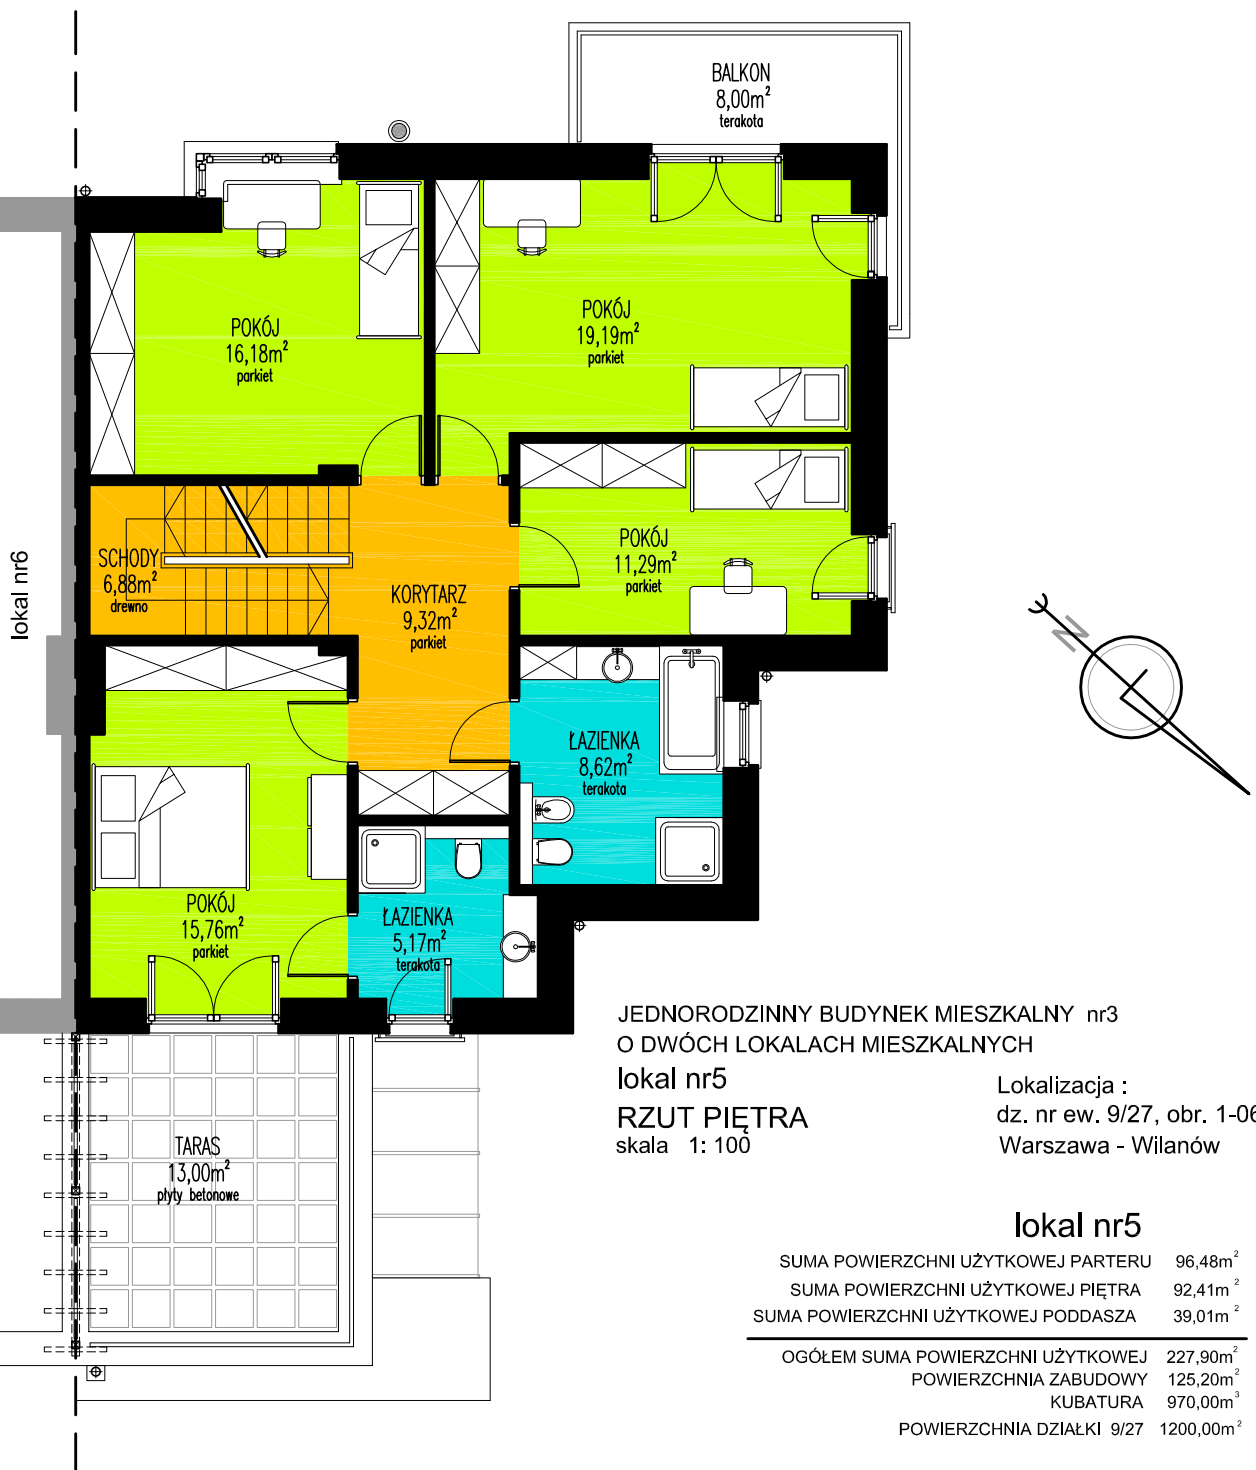 BALKON
8,00m²
terakota
POKÓJ
16,18m²
parkiet
POKÓJ
19,19m²
parkiet
SCHODY
6,88m²
drewno
KORYTARZ
9,32m²
parkiet
POKÓJ
11,29m²
parkiet
lokal nr6
N
ŁAZIENKA
8,62m²
terakota
POKÓJ
15,76m²
parkiet
ŁAZIENKA
5,17m²
terakota
TARAS
13,00m²
płyty betonowe
JEDNORODZINNY BUDYNEK MIESZKALNY nr3
O DWÓCH LOKALACH MIESZKALNYCH
lokal nr5
RZUT PIĘTRA
skala 1: 100
Lokalizacja :
dz. nr ew. 9/27, obr. 1-06
Warszawa - Wilanów
lokal nr5
SUMA POWIERZCHNI UŻYTKOWEJ PARTERU 96,48m²
SUMA POWIERZCHNI UŻYTKOWEJ PIĘTRA 92,41m²
SUMA POWIERZCHNI UŻYTKOWEJ PODDASZA 39,01m²
OGÓŁEM SUMA POWIERZCHNI UŻYTKOWEJ 227,90m²
POWIERZCHNIA ZABUDOWY 125,20m²
KUBATURA 970,00m³
POWIERZCHNIA DZIAŁKI 9/27 1200,00m²